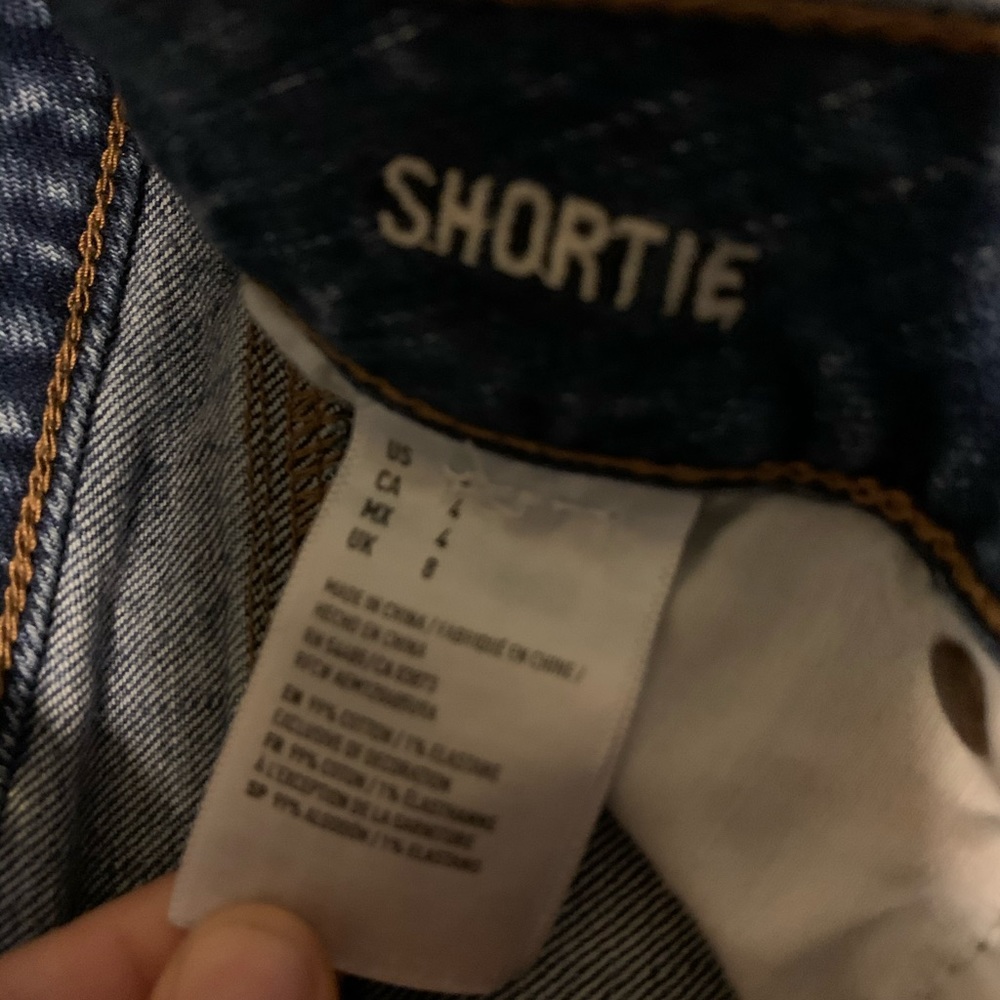 SHORTIE
US
CA 4
MX 4
UK 8
MADE IN CHINA / FABRIQUÉ EN CHINE /
HECHO EN CHINA
EN 99% COTTON / 1% ELASTANE
EXCLUSIVE OF DECORATION
FR 99% COTON / 1% ÉLASTHANNE
À L'EXCEPTION DE LA GARNITURE
SP 99% ALGODÓN / 1% ELASTANO